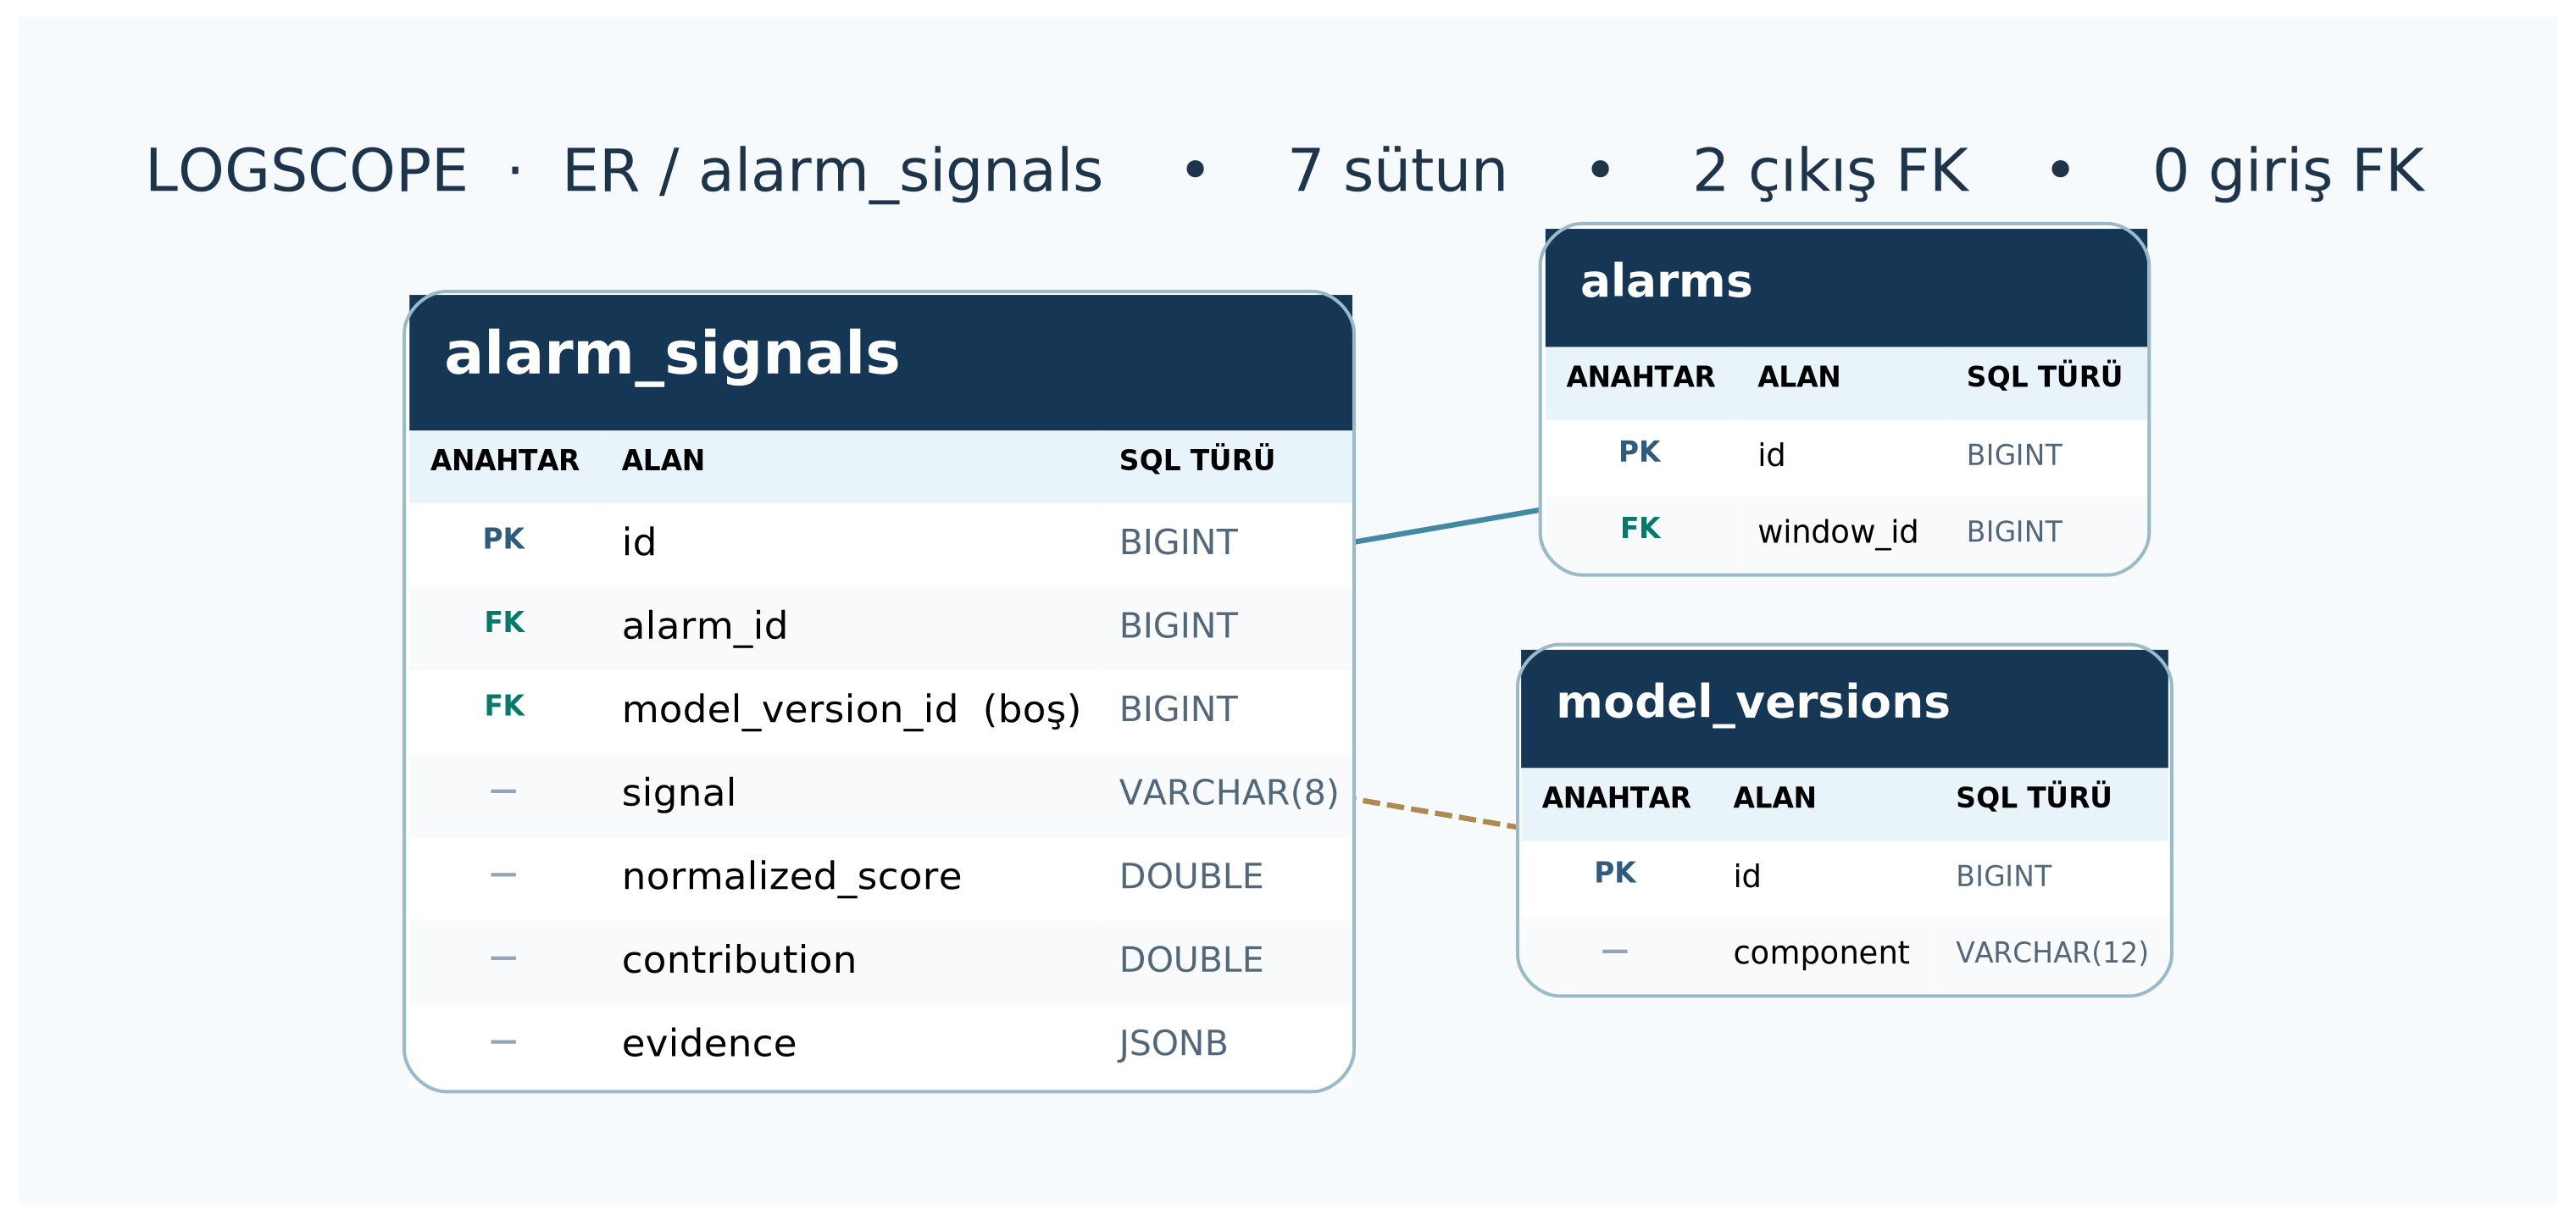 LOGSCOPE · ER / alarm_signals • 7 sütun • 2 çıkış FK • 0 giriş FK
alarm_signals
ANAHTAR ALAN SQL TÜRÜ
PK id BIGINT
FK alarm_id BIGINT
FK model_version_id (boş) BIGINT
— signal VARCHAR(8)
— normalized_score DOUBLE
— contribution DOUBLE
— evidence JSONB
alarms
ANAHTAR ALAN SQL TÜRÜ
PK id BIGINT
FK window_id BIGINT
model_versions
ANAHTAR ALAN SQL TÜRÜ
PK id BIGINT
— component VARCHAR(12)